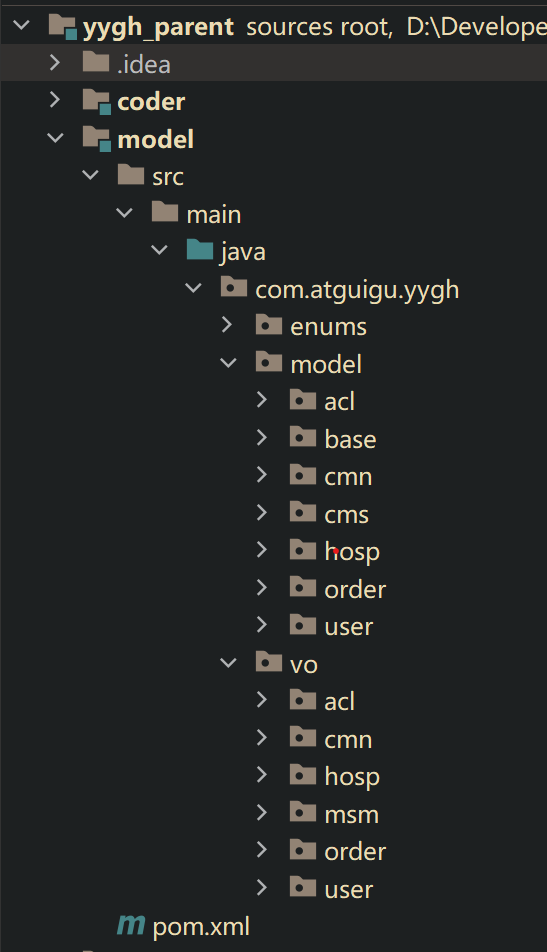 yygh_parent sources root, D:\Develope
.idea
coder
model
src
main
java
com.atguigu.yygh
enums
model
acl
base
cmn
cms
hosp
order
user
vo
acl
cmn
hosp
msm
order
user
m pom.xml